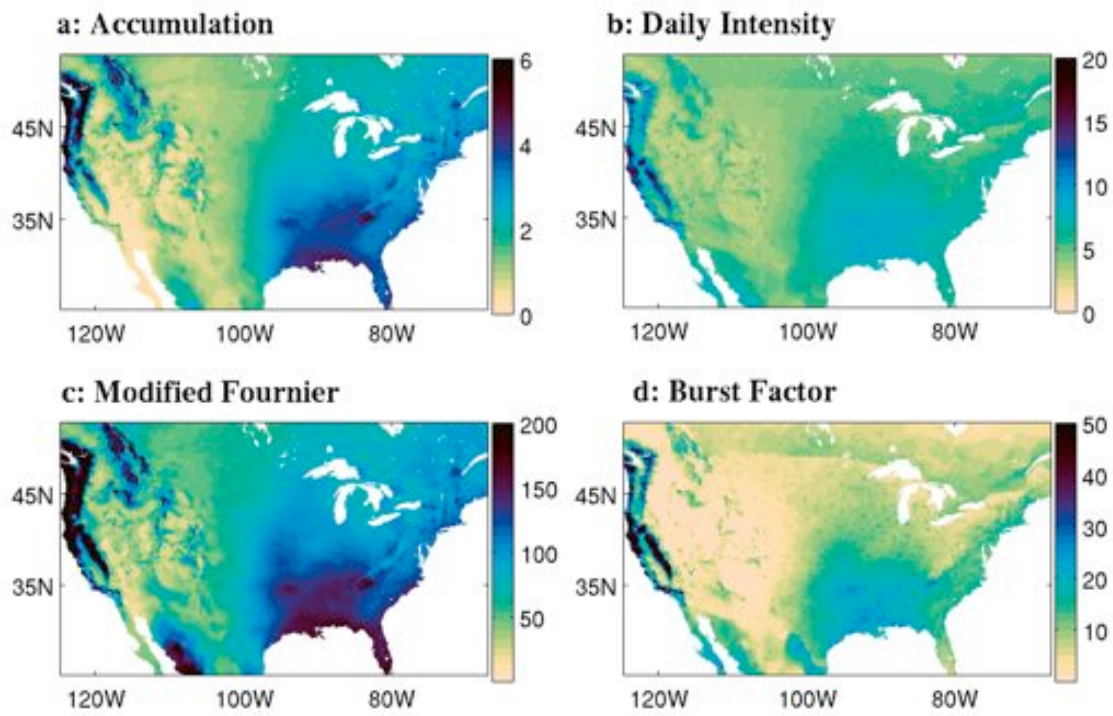 a: Accumulation
b: Daily Intensity
6
4
2
0
45N
35N
120W 100W 80W
20
15
10
5
0
45N
35N
120W 100W 80W
c: Modified Fournier
d: Burst Factor
200
150
100
50
45N
35N
120W 100W 80W
50
40
30
20
10
45N
35N
120W 100W 80W